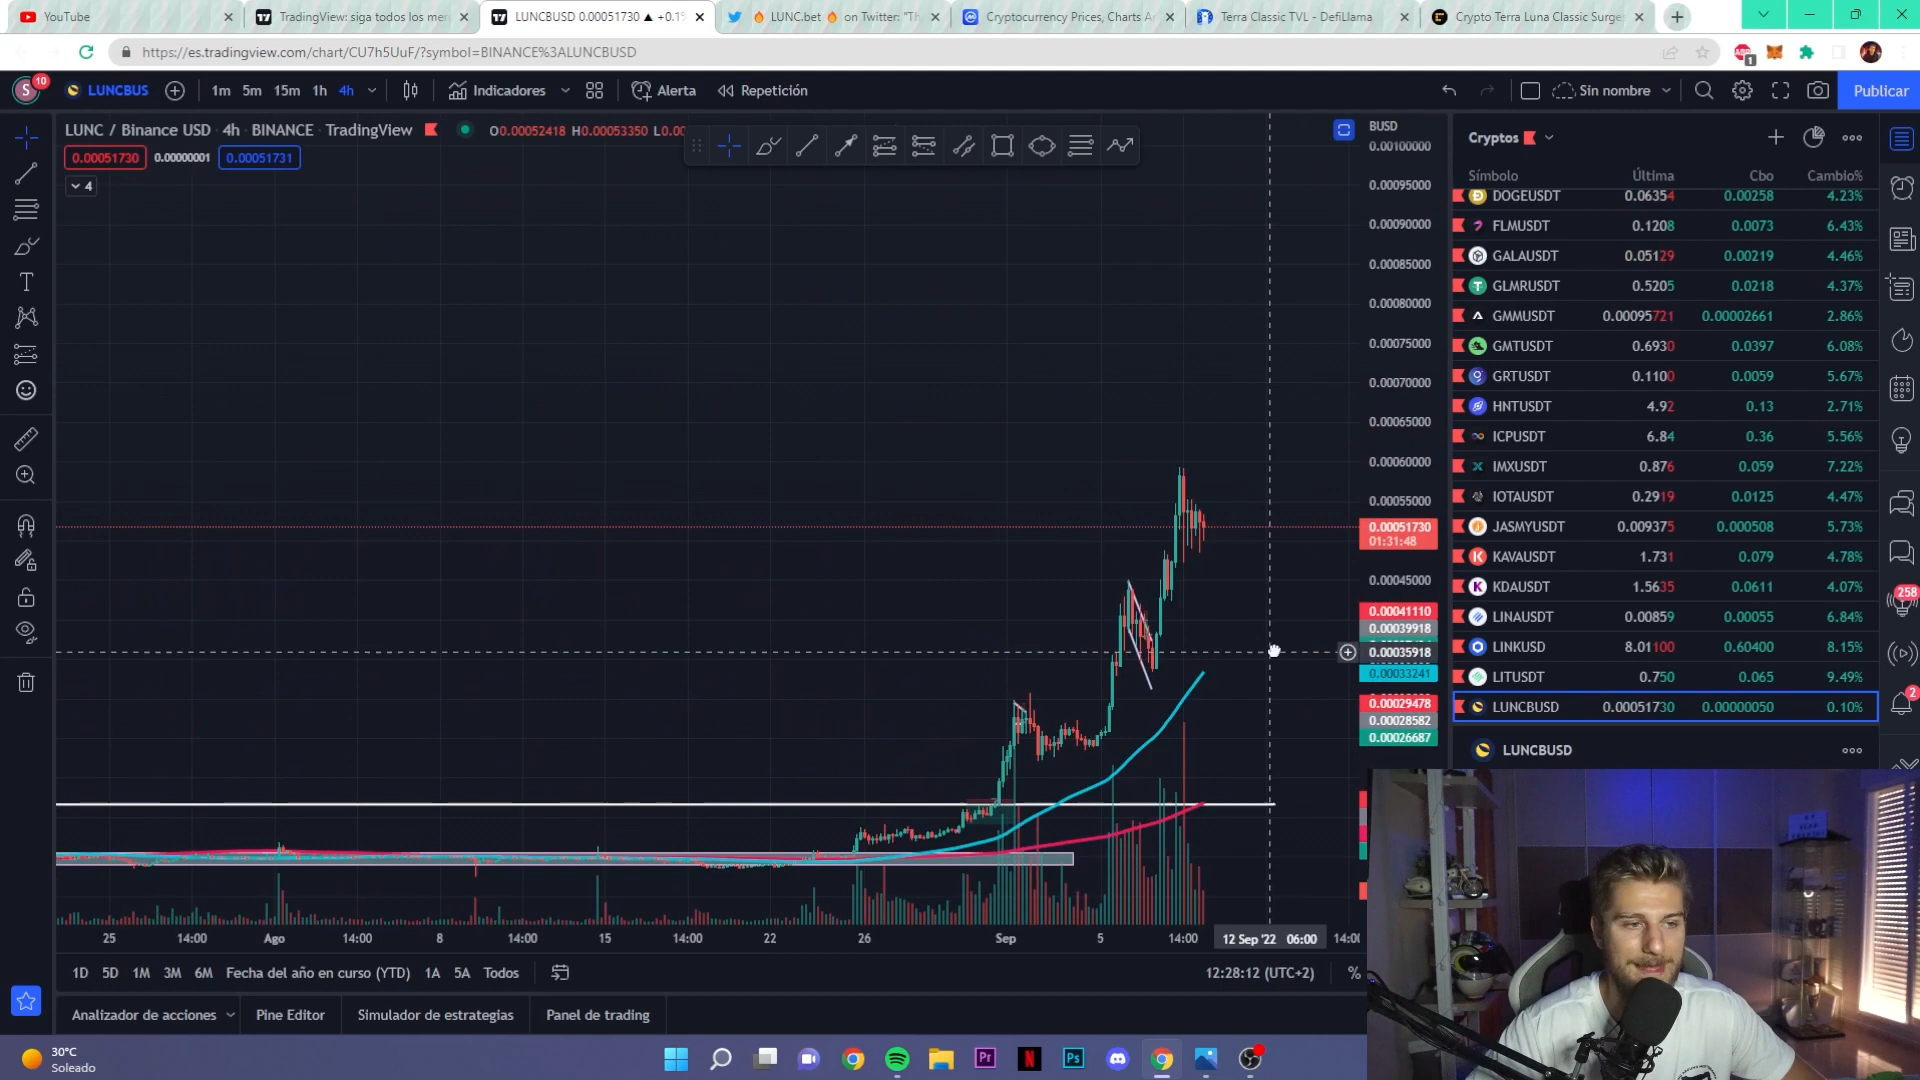 YouTube
TradingView: siga todos los mer
LUNCBUSD 0.00051730 ▲ +0.1
LUNC.bet on Twitter: "Th
Cryptocurrency Prices, Charts A
Terra Classic TVL - DefiLlama
Crypto Terra Luna Classic Surge
https://es.tradingview.com/chart/CU7h5UuF/?symbol=BINANCE%3ALUNCBUSD
S 10
LUNCBUS
1m 5m 15m 1h 4h
Indicadores
Alerta
Repetición
Sin nombre
Publicar
LUNC / Binance USD · 4h · BINANCE · TradingView
O0.00052418 H0.00053350 L0.00
0.00051730 0.00000001 0.00051731
4
BUSD
0.00100000
0.00095000
0.00090000
0.00085000
0.00080000
0.00075000
0.00070000
0.00065000
0.00060000
0.00055000
0.00051730
01:31:48
0.00045000
0.00041110
0.00039918
0.00035918
0.00033241
0.00029478
0.00028582
0.00026687
Cryptos
Símbolo Última Cbo Cambio%
DOGEUSDT 0.06354 0.00258 4.23%
FLMUSDT 0.1208 0.0073 6.43%
GALAUSDT 0.05129 0.00219 4.46%
GLMRUSDT 0.5205 0.0218 4.37%
GMMUSDT 0.00095721 0.00002661 2.86%
GMTUSDT 0.6930 0.0397 6.08%
GRTUSDT 0.1100 0.0059 5.67%
HNTUSDT 4.92 0.13 2.71%
ICPUSDT 6.84 0.36 5.56%
IMXUSDT 0.876 0.059 7.22%
IOTAUSDT 0.2919 0.0125 4.47%
JASMYUSDT 0.009375 0.000508 5.73%
KAVAUSDT 1.731 0.079 4.78%
KDAUSDT 1.5635 0.0611 4.07%
LINAUSDT 0.00859 0.00055 6.84%
LINKUSD 8.01100 0.60400 8.15%
LITUSDT 0.750 0.065 9.49%
LUNCBUSD 0.00051730 0.00000050 0.10%
LUNCBUSD
258
2
25 14:00 Ago 14:00 8 14:00 15 14:00 22 26 Sep 5 14:00 12 Sep '22 06:00 14:00
1D 5D 1M 3M 6M Fecha del año en curso (YTD) 1A 5A Todos
12:28:12 (UTC+2) %
Analizador de acciones
Pine Editor
Simulador de estrategias
Panel de trading
30°C
Soleado
Pr
Ps